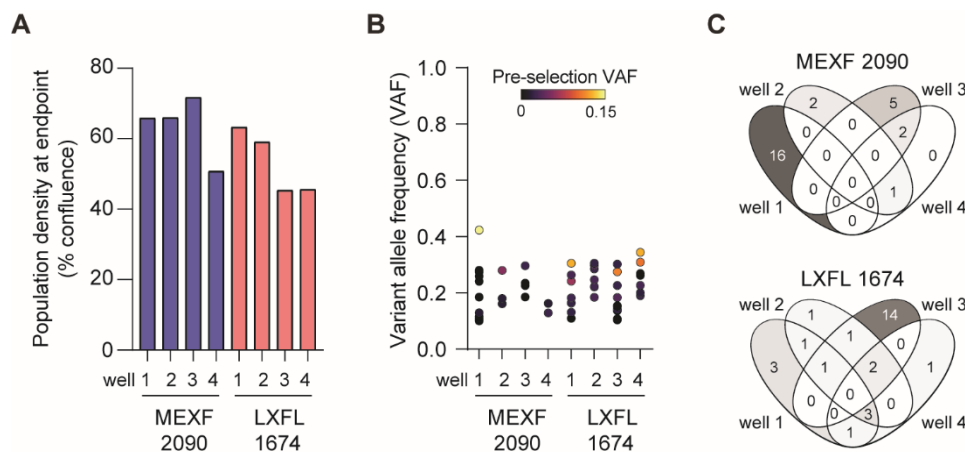 A
Population density at endpoint
(% confluence)
80
60
40
20
0
well 1 2 3 4 1 2 3 4
MEXF
2090
LXFL
1674
B
Variant allele frequency (VAF)
1.0
0.8
0.6
0.4
0.2
0.0
Pre-selection VAF
0 0.15
well 1 2 3 4 1 2 3 4
MEXF
2090
LXFL
1674
C
MEXF 2090
well 2 well 3
2 5
0 0 2
16 0 0 0
0 0 1
0 0
0
well 1 well 4
LXFL 1674
well 2 well 3
1 14
1 1 0
3 1 2 1
0 0
0 3
1
well 1 well 4